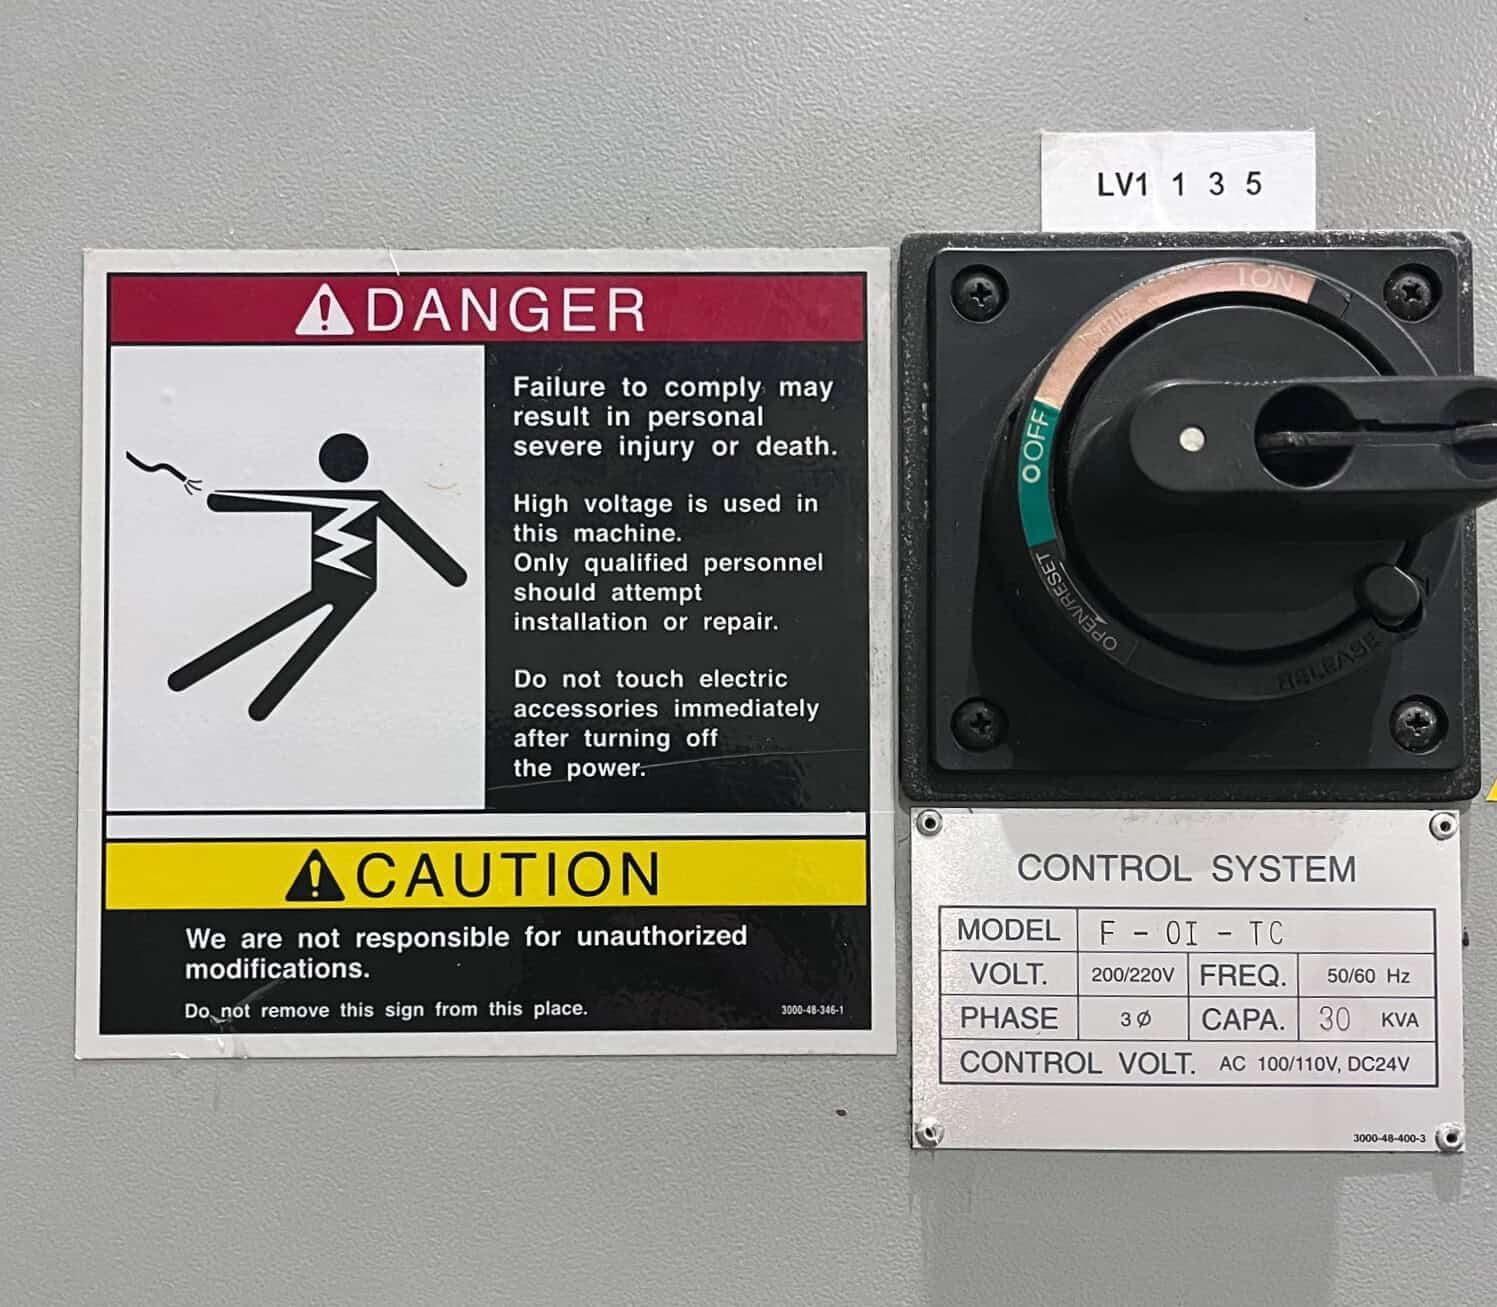 LV1 1 3 5
DANGER
Failure to comply may
result in personal
severe injury or death.
High voltage is used in
this machine.
Only qualified personnel
should attempt
installation or repair.
Do not touch electric
accessories immediately
after turning off
the power.
CAUTION
We are not responsible for unauthorized
modifications.
Do not remove this sign from this place.
3000-48-346-1
I ON
O OFF
OPEN/RESET
RELEASE
CONTROL SYSTEM
MODEL F - 0I - TC
VOLT. 200/220V FREQ. 50/60 Hz
PHASE 3 Ø CAPA. 30 KVA
CONTROL VOLT. AC 100/110V, DC24V
3000-48-400-3